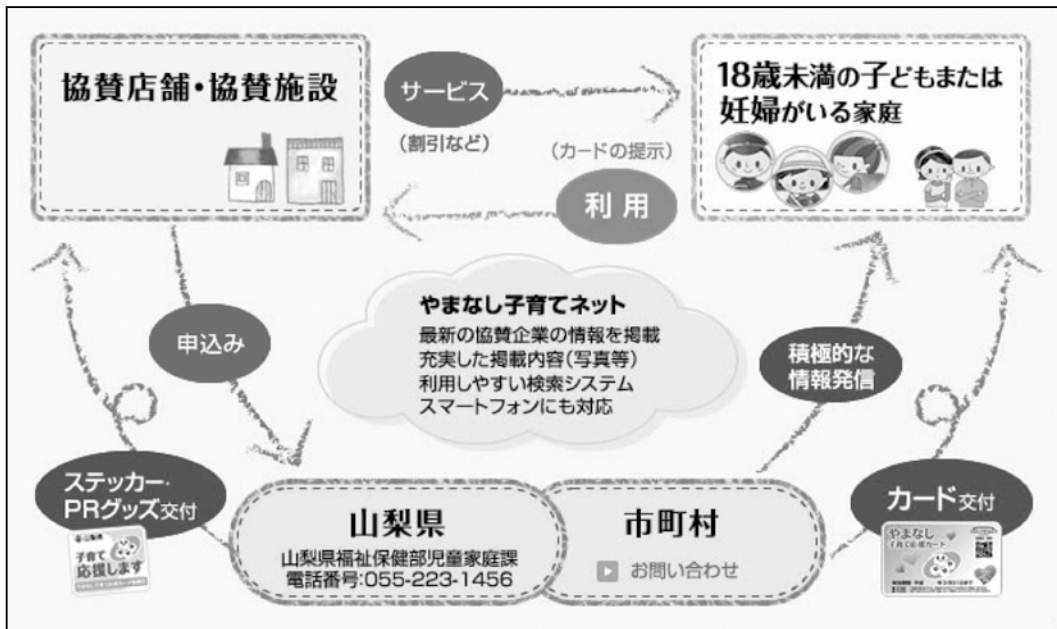 協賛店舗・協賛施設
サービス
(割引など)
18歳未満の子どもまたは
妊婦がいる家庭
(カードの提示)
利用
やまなし子育てネット
最新の協賛企業の情報を掲載
充実した掲載内容(写真等)
利用しやすい検索システム
スマートフォンにも対応
申込み
積極的な
情報発信
ステッカー・
PRグッズ交付
子育て
応援します
山梨県
山梨県福祉保健部児童家庭課
電話番号:055-223-1456
市町村
お問い合わせ
カード交付
やまなし
子育て応援カード